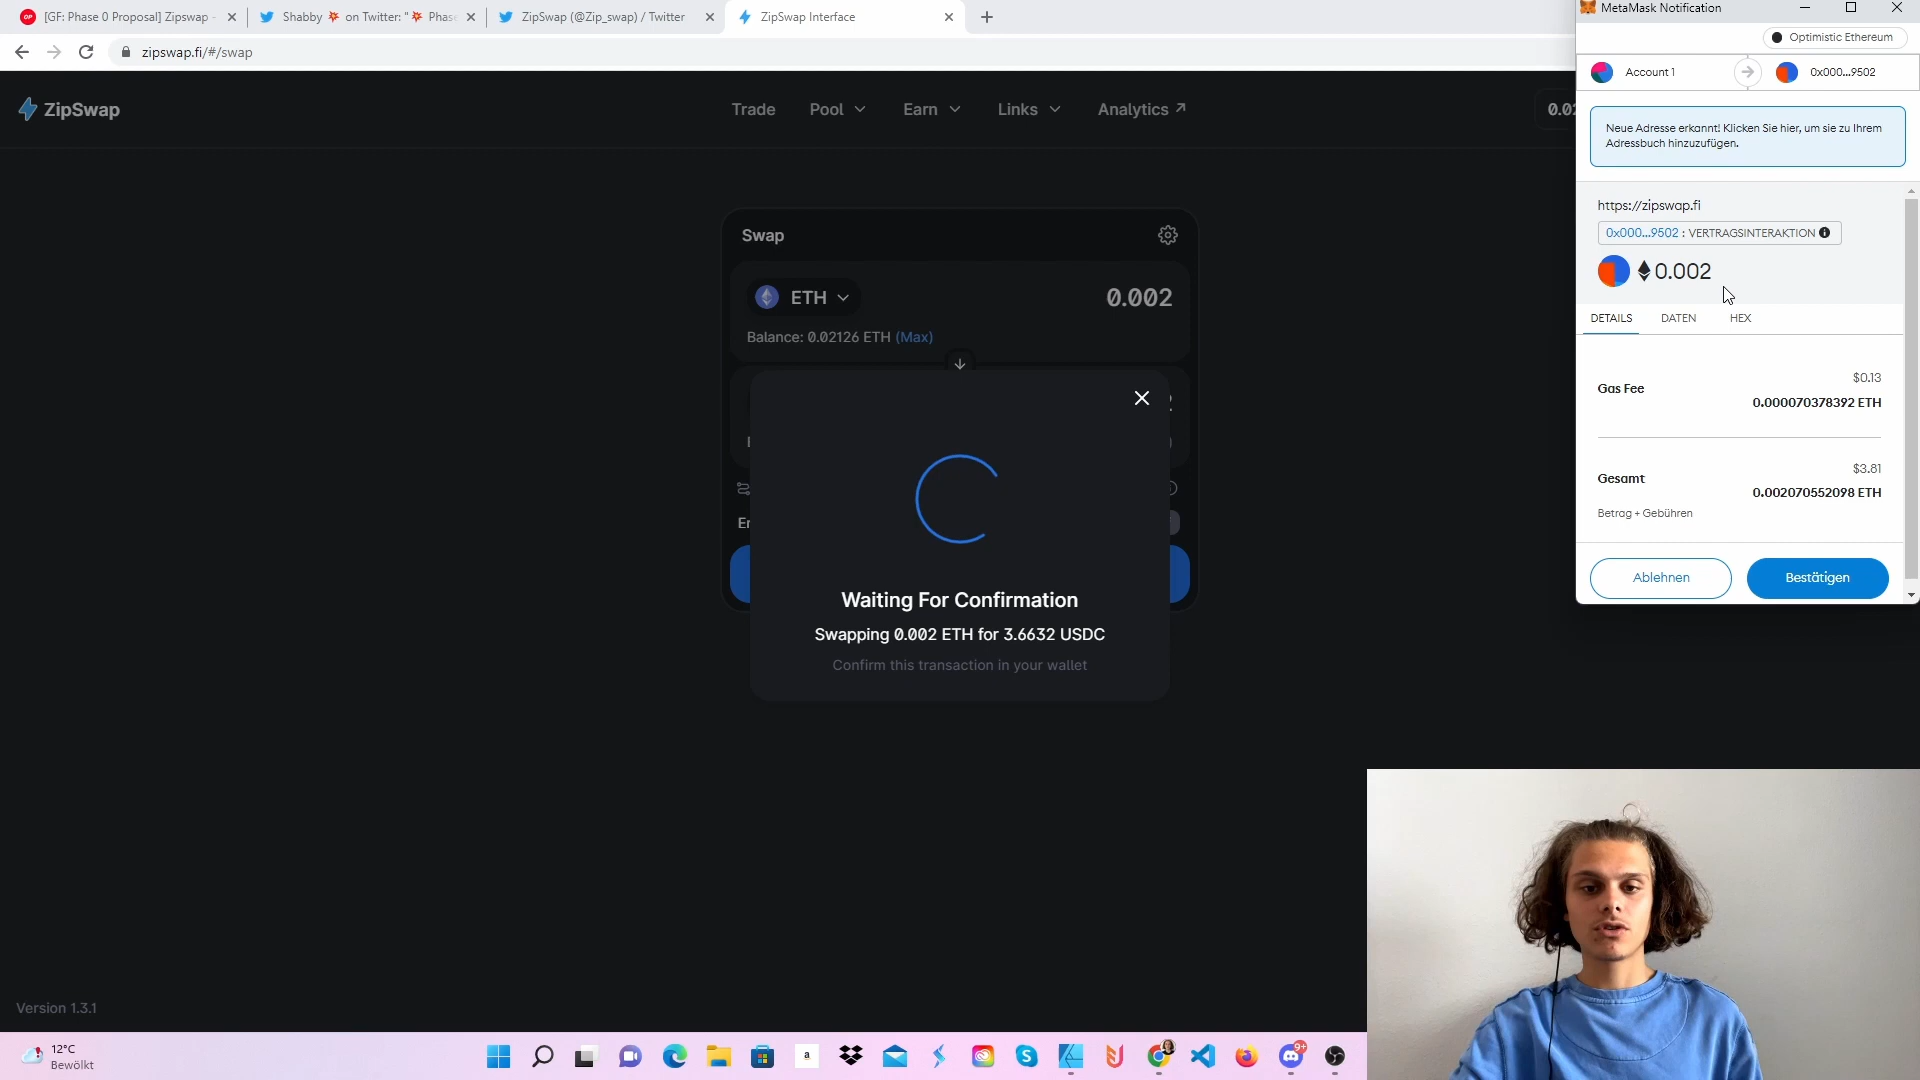 [GF: Phase 0 Proposal] Zipswap -
Shabby 💥 on Twitter: "💥 Phase
ZipSwap (@Zip_swap) / Twitter
ZipSwap Interface
zipswap.fi/#/swap
ZipSwap
Trade
Pool
Earn
Links
Analytics ↗
0.02
Swap
ETH
0.002
Balance: 0.02126 ETH (Max)
Waiting For Confirmation
Swapping 0.002 ETH for 3.6632 USDC
Confirm this transaction in your wallet
Version 1.3.1
MetaMask Notification
Optimistic Ethereum
Account 1
0x000...9502
Neue Adresse erkannt! Klicken Sie hier, um sie zu Ihrem
Adressbuch hinzuzufügen.
https://zipswap.fi
0x000...9502 : VERTRAGSINTERAKTION
0.002
DETAILS
DATEN
HEX
$0.13
Gas Fee
0.000070378392 ETH
$3.81
Gesamt
0.002070552098 ETH
Betrag + Gebühren
Ablehnen
Bestätigen
12°C
Bewölkt
a
9+